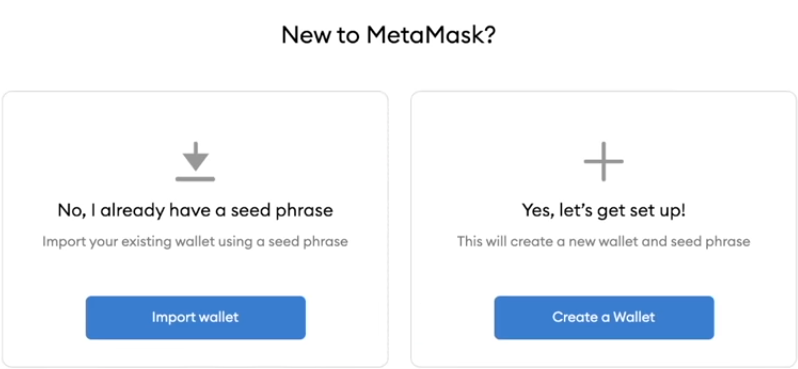 New to MetaMask?
No, I already have a seed phrase
Import your existing wallet using a seed phrase
Import wallet
Yes, let’s get set up!
This will create a new wallet and seed phrase
Create a Wallet